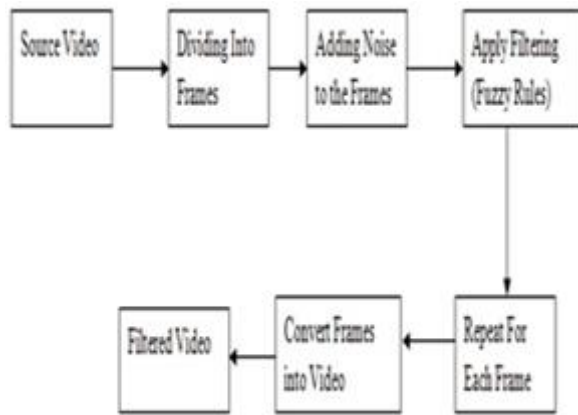 Source Video
Dividing Into
Frames
Adding Noise
to the Frames
Apply Filtering
(Fuzzy Rules)
Repeat For
Each Frame
Convert Frames
into Video
Filtered Video